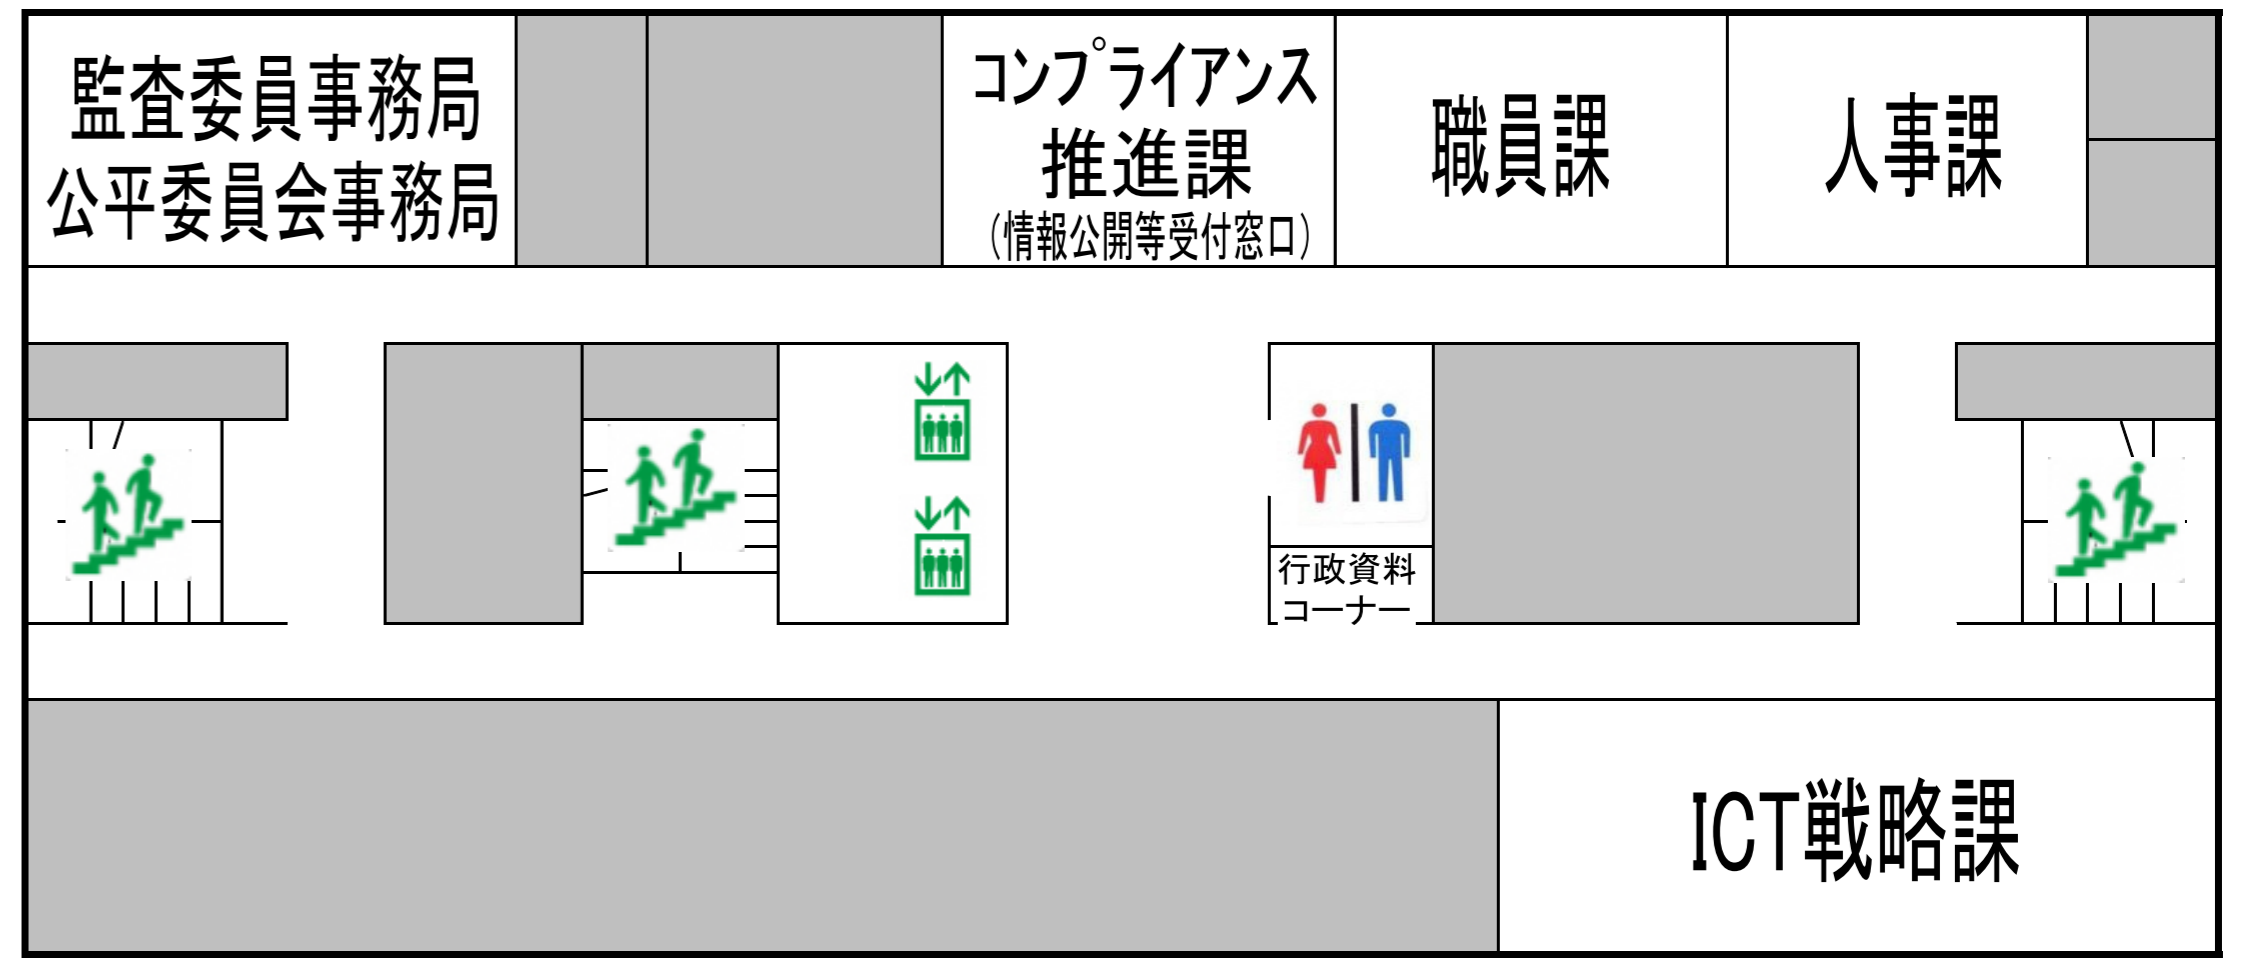 監査委員事務局
公平委員会事務局
コンプライアンス
推進課
（情報公開等受付窓口）
職員課
人事課
行政資料
コーナー
ICT戦略課